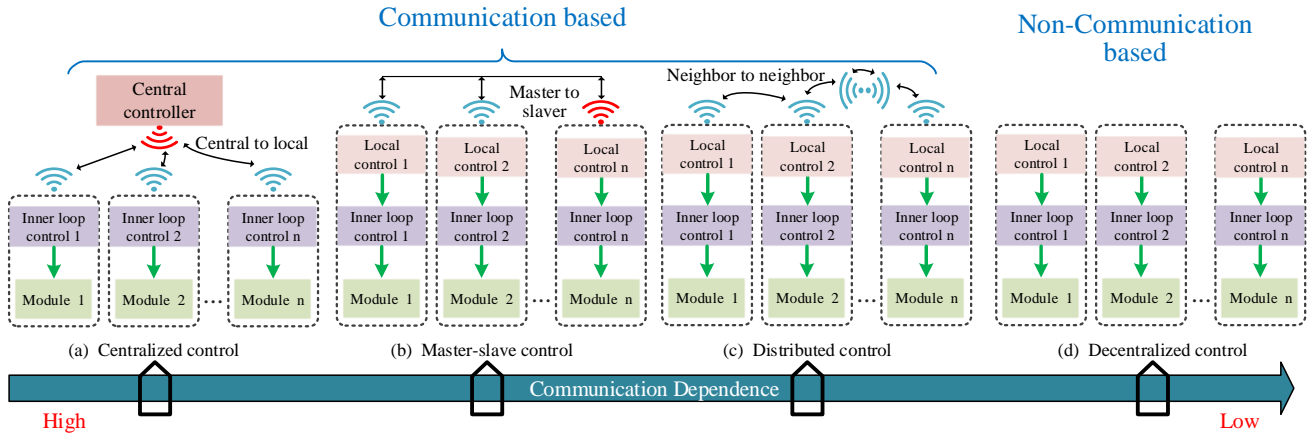 Communication based
Non-Communication
based
Central
controller
Central to local
Inner loop
control 1
Inner loop
control 2
Inner loop
control n
Module 1
Module 2
...
Module n
(a) Centralized control
Master to
slaver
Local
control 1
Local
control 2
Local
control n
Inner loop
control 1
Inner loop
control 2
Inner loop
control n
Module 1
Module 2
...
Module n
(b) Master-slave control
Neighbor to neighbor
Local
control 1
Local
control 2
Local
control n
Inner loop
control 1
Inner loop
control 2
Inner loop
control n
Module 1
Module 2
...
Module n
(c) Distributed control
Local
control 1
Local
control 2
Local
control n
Inner loop
control 1
Inner loop
control 2
Inner loop
control n
Module 1
Module 2
...
Module n
(d) Decentralized control
Communication Dependence
High
Low